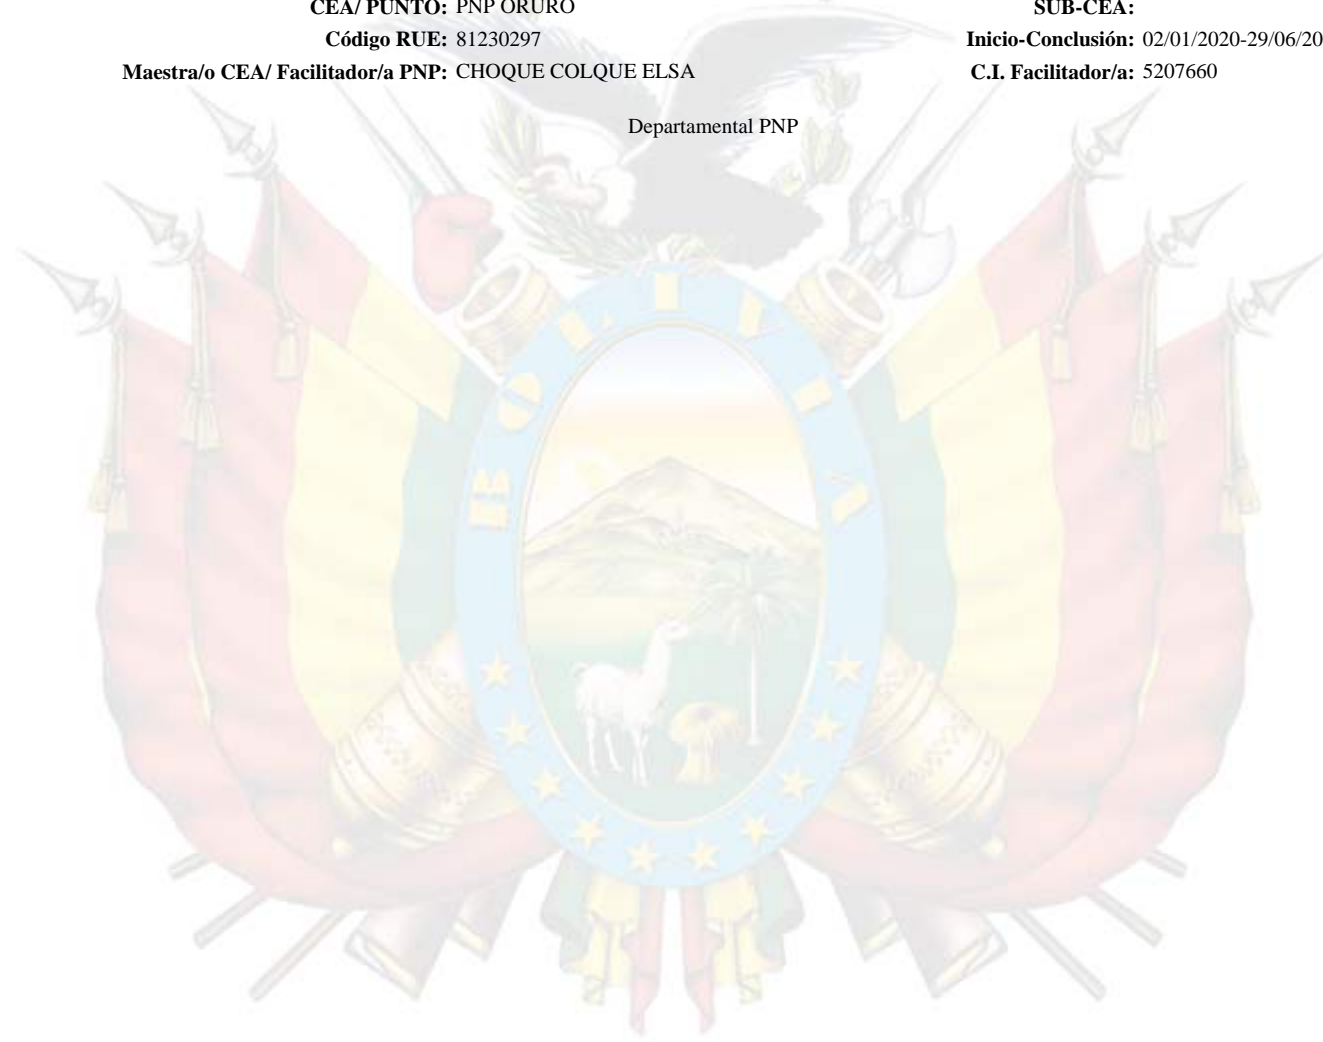 CEA/ PUNTO: PNP ORURO SUB-CEA:
Código RUE: 81230297 Inicio-Conclusión: 02/01/2020-29/06/20
Maestra/o CEA/ Facilitador/a PNP: CHOQUE COLQUE ELSA C.I. Facilitador/a: 5207660
Departamental PNP
BOLIVIA